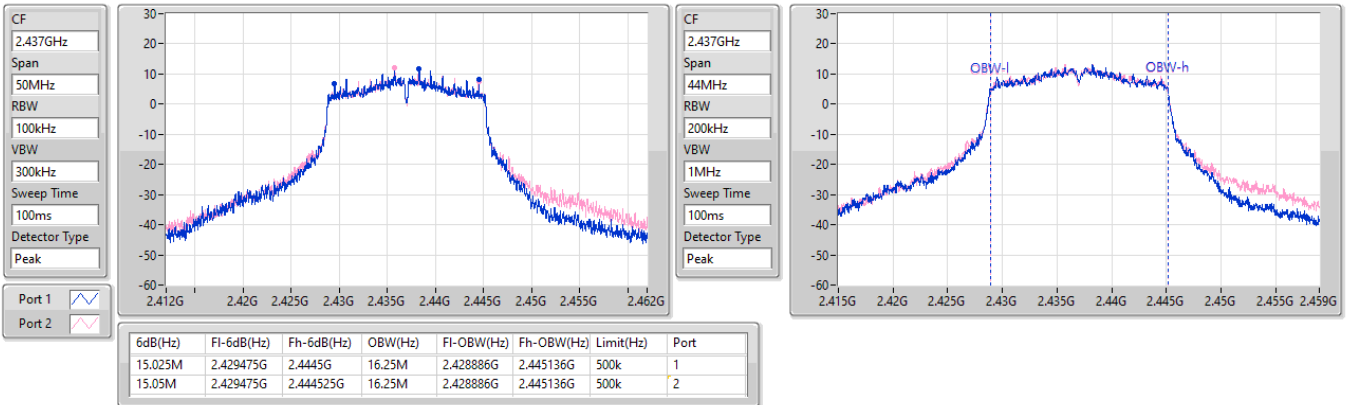 CF
2.437GHz
Span
50MHz
RBW
100kHz
VBW
300kHz
Sweep Time
100ms
Detector Type
Peak
Port 1
Port 2
30
20
10
0
-10
-20
-30
-40
-50
-60
2.412G 2.42G 2.425G 2.43G 2.435G 2.44G 2.445G 2.45G 2.455G 2.462G
CF
2.437GHz
Span
44MHz
RBW
200kHz
VBW
1MHz
Sweep Time
100ms
Detector Type
Peak
30
20
10
0
-10
-20
-30
-40
-50
-60
OBW-l OBW-h
2.415G 2.42G 2.425G 2.43G 2.435G 2.44G 2.445G 2.45G 2.455G 2.459G
6dB(Hz) Fl-6dB(Hz) Fh-6dB(Hz) OBW(Hz) Fl-OBW(Hz) Fh-OBW(Hz) Limit(Hz) Port
15.025M 2.429475G 2.4445G 16.25M 2.428886G 2.445136G 500k 1
15.05M 2.429475G 2.444525G 16.25M 2.428886G 2.445136G 500k 2